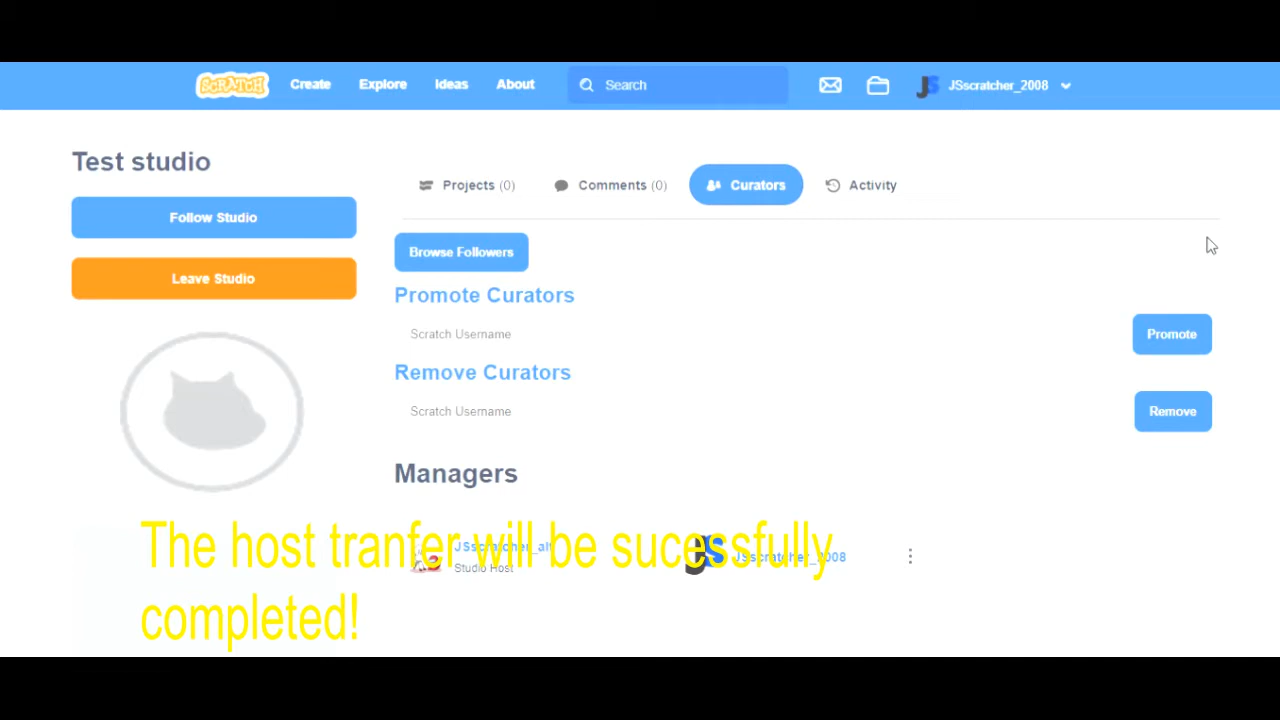 SCRATCH Create Explore Ideas About Search JSscratcher_2008
Test studio
Projects (0) Comments (0) Curators Activity
Follow Studio
Browse Followers
Leave Studio
Promote Curators
Scratch Username Promote
Remove Curators
Scratch Username Remove
Managers
The host tranfer will be sucessfully
completed!
JSscratcher_alt
Studio Host
JSscratcher_2008